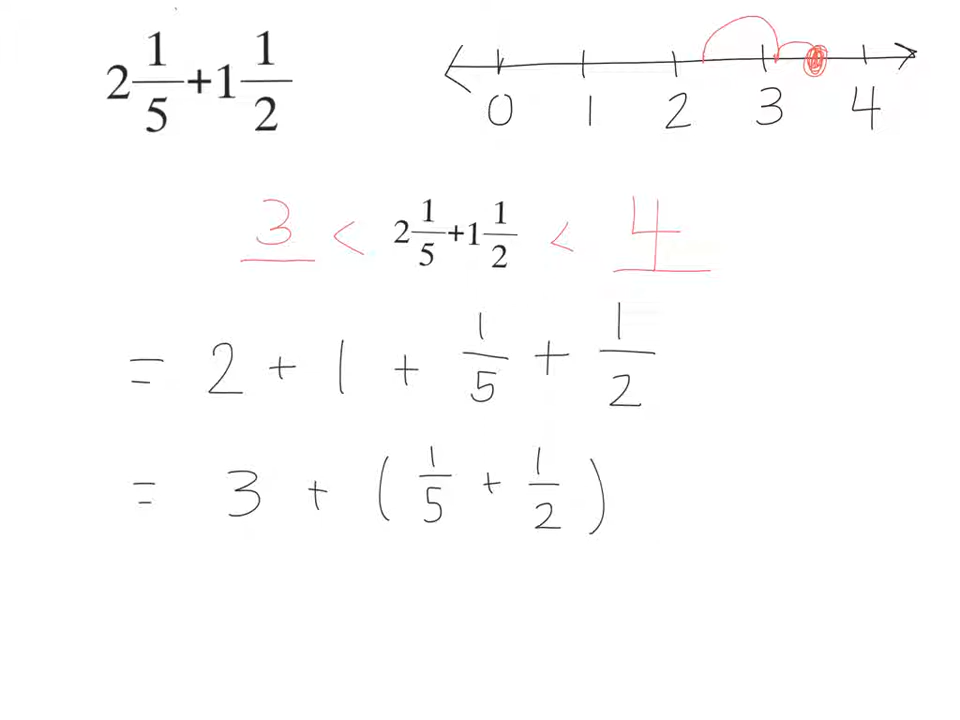 2 1/5 + 1 1/2
0 1 2 3 4
3 < 2 1/5 + 1 1/2 < 4
= 2 + 1 + 1/5 + 1/2
= 3 + ( 1/5 + 1/2 )